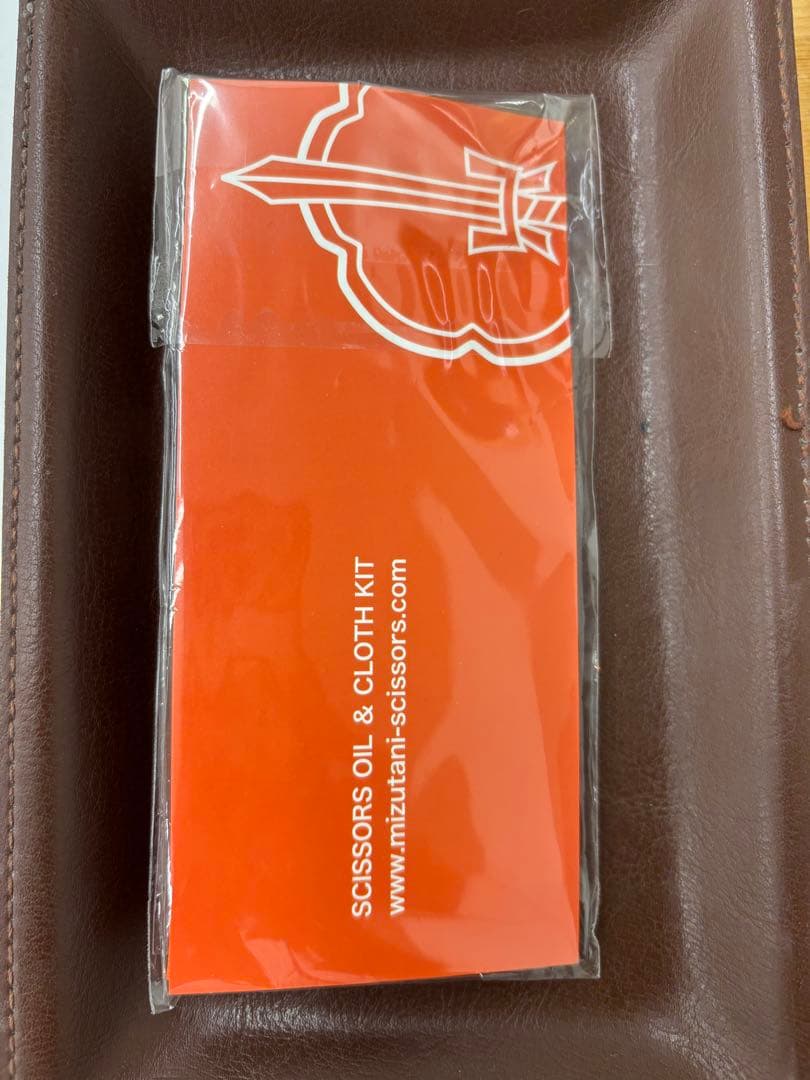 SCISSORS OIL & CLOTH KIT
www.mizutani-scissors.com